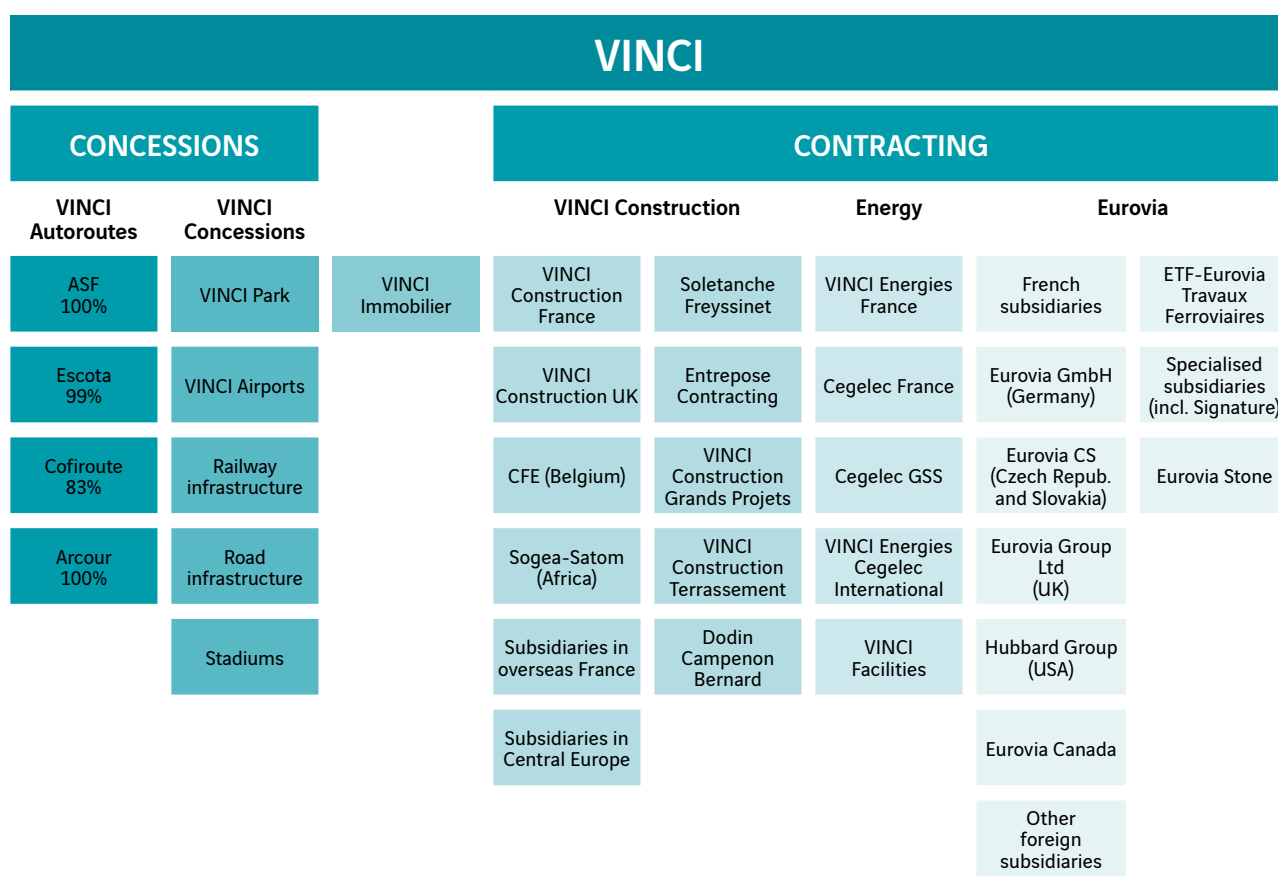 VINCI
CONCESSIONS
CONTRACTING
VINCI
Autoroutes
VINCI
Concessions
VINCI Construction
Energy
Eurovia
ASF
100%
VINCI Park
VINCI
Immobilier
VINCI
Construction
France
Soletanche
Freyssinet
VINCI Energies
France
French
subsidiaries
ETF-Eurovia
Travaux
Ferroviaires
Escota
99%
VINCI Airports
VINCI
Construction UK
Entrepose
Contracting
Cegelec France
Eurovia GmbH
(Germany)
Specialised
subsidiaries
(incl. Signature)
Cofiroute
83%
Railway
infrastructure
CFE (Belgium)
VINCI
Construction
Grands Projets
Cegelec GSS
Eurovia CS
(Czech Repub.
and Slovakia)
Eurovia Stone
Arcour
100%
Road
infrastructure
Sogea-Satom
(Africa)
VINCI
Construction
Terrassement
VINCI Energies
Cegelec
International
Eurovia Group
Ltd
(UK)
Stadiums
Subsidiaries in
overseas France
Dodin
Campenon
Bernard
VINCI
Facilities
Hubbard Group
(USA)
Subsidiaries in
Central Europe
Eurovia Canada
Other
foreign
subsidiaries